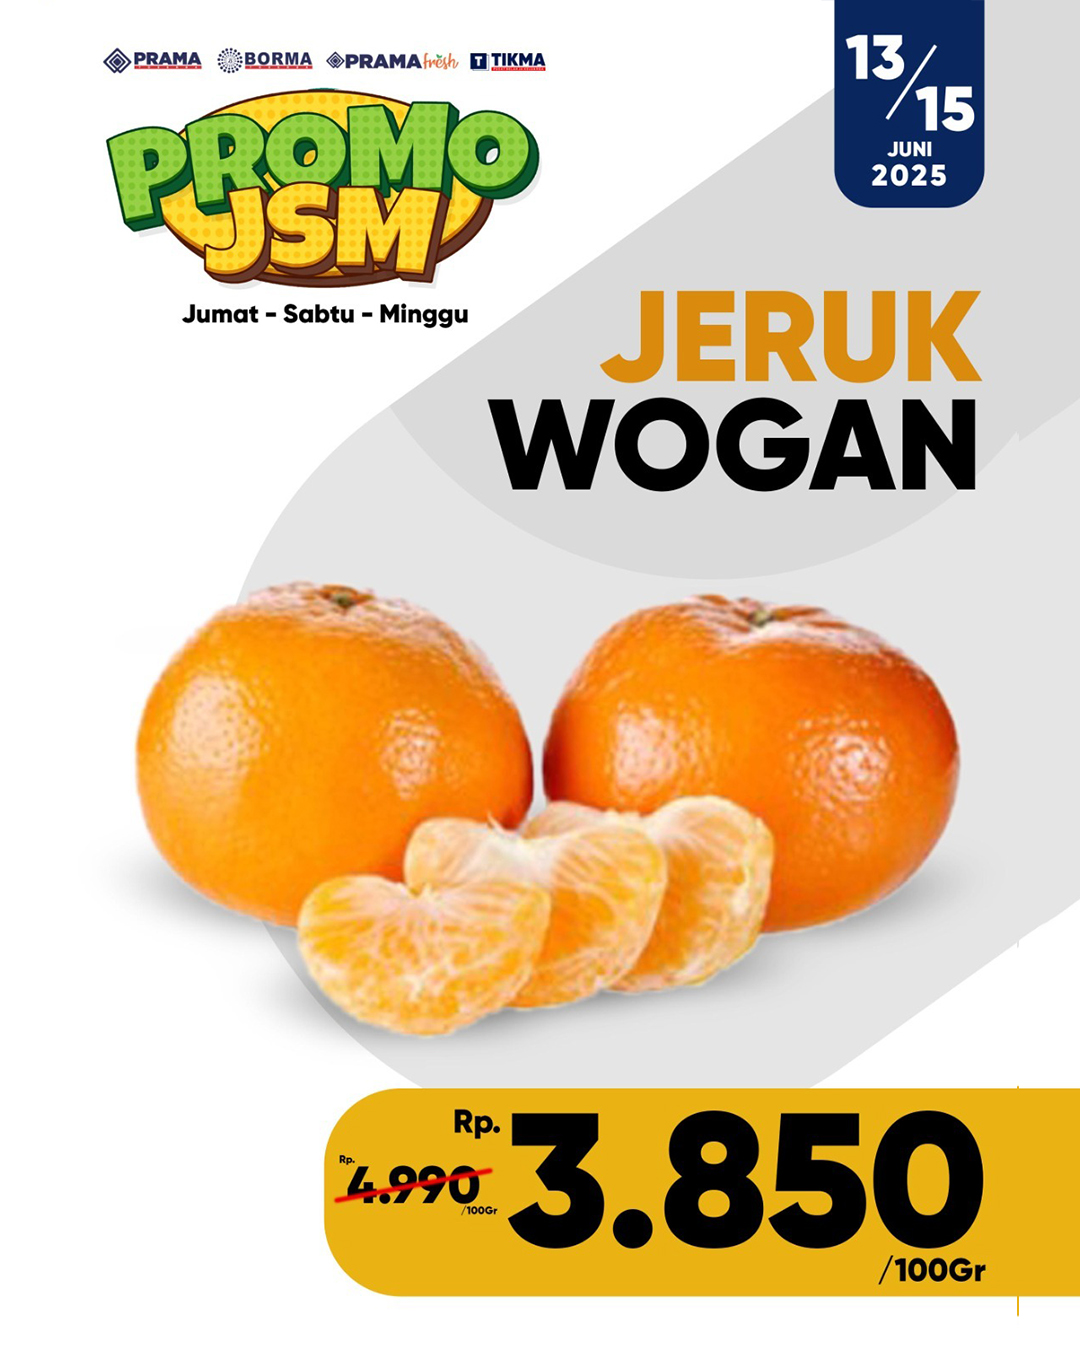 PRAMA BORMA PRAMA fresh TIKMA
13/15
JUNI
2025
PROMO
JSM
Jumat - Sabtu - Minggu
JERUK
WOGAN
Rp. 4.990 /100Gr
Rp. 3.850
/100Gr